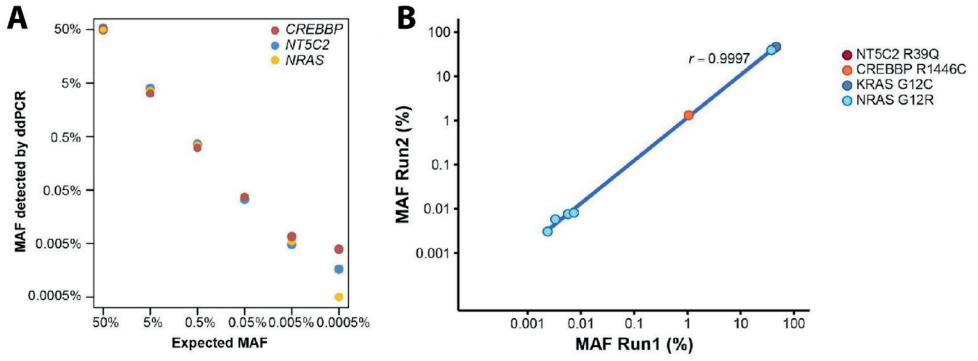 A
MAF detected by ddPCR
50%
5%
0.5%
0.05%
0.005%
0.0005%
CREBBP
NT5C2
NRAS
50%
5%
0.5%
0.05%
0.005%
0.0005%
Expected MAF
B
MAF Run2 (%)
100
10
1
0.1
0.01
0.001
r = 0.9997
0.001
0.01
0.1
1
10
100
MAF Run1 (%)
NT5C2 R39Q
CREBBP R1446C
KRAS G12C
NRAS G12R